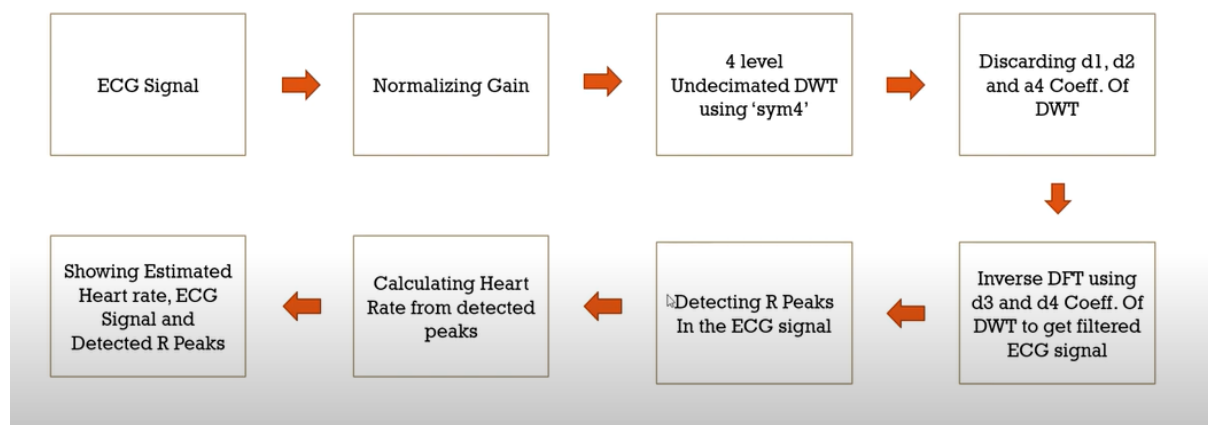 ECG Signal
Normalizing Gain
4 level
Undecimated DWT
using ‘sym4’
Discarding d1, d2
and a4 Coeff. Of
DWT
Inverse DFT using
d3 and d4 Coeff. Of
DWT to get filtered
ECG signal
Detecting R Peaks
In the ECG signal
Calculating Heart
Rate from detected
peaks
Showing Estimated
Heart rate, ECG
Signal and
Detected R Peaks